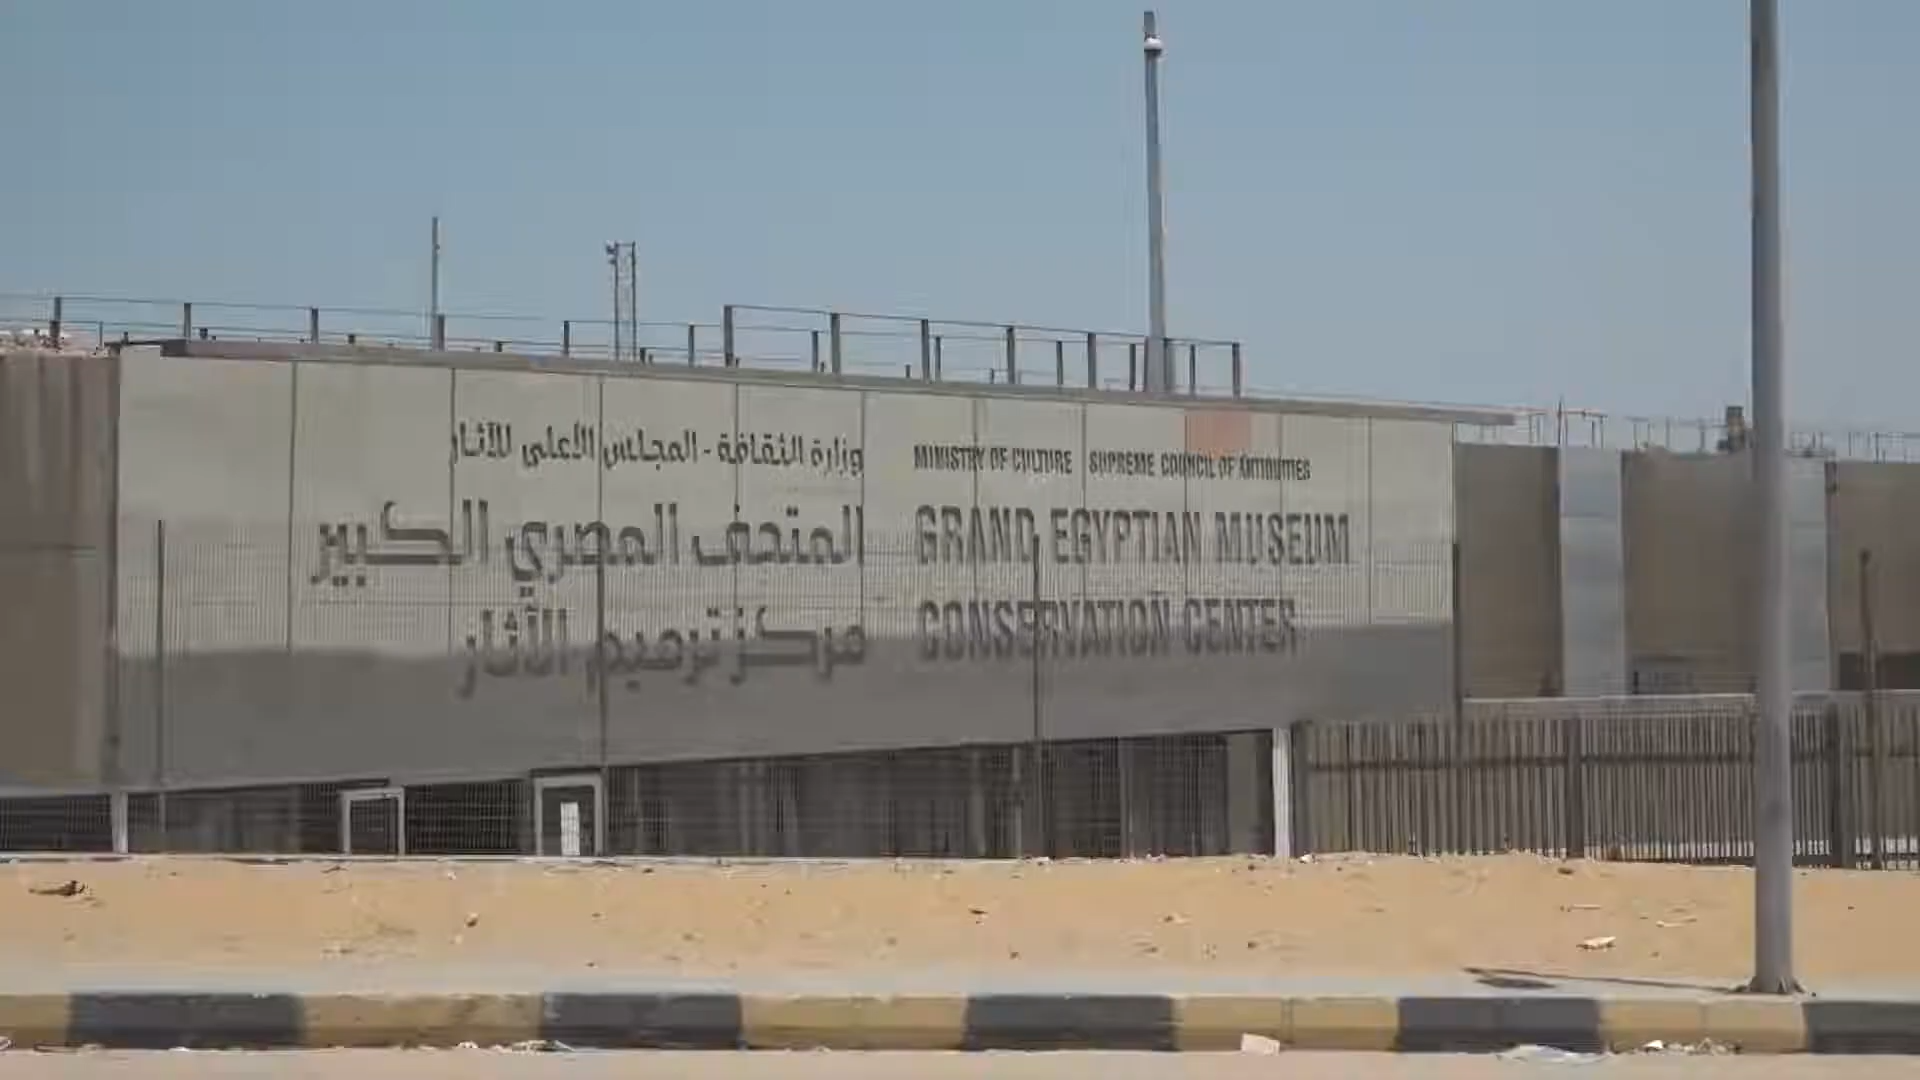 وزارة الثقافة - المجلس الأعلى للآثار
المتحف المصري الكبير
مركز ترميم الآثار
MINISTRY OF CULTURE SUPREME COUNCIL OF ANTIQUITIES
GRAND EGYPTIAN MUSEUM
CONSERVATION CENTER